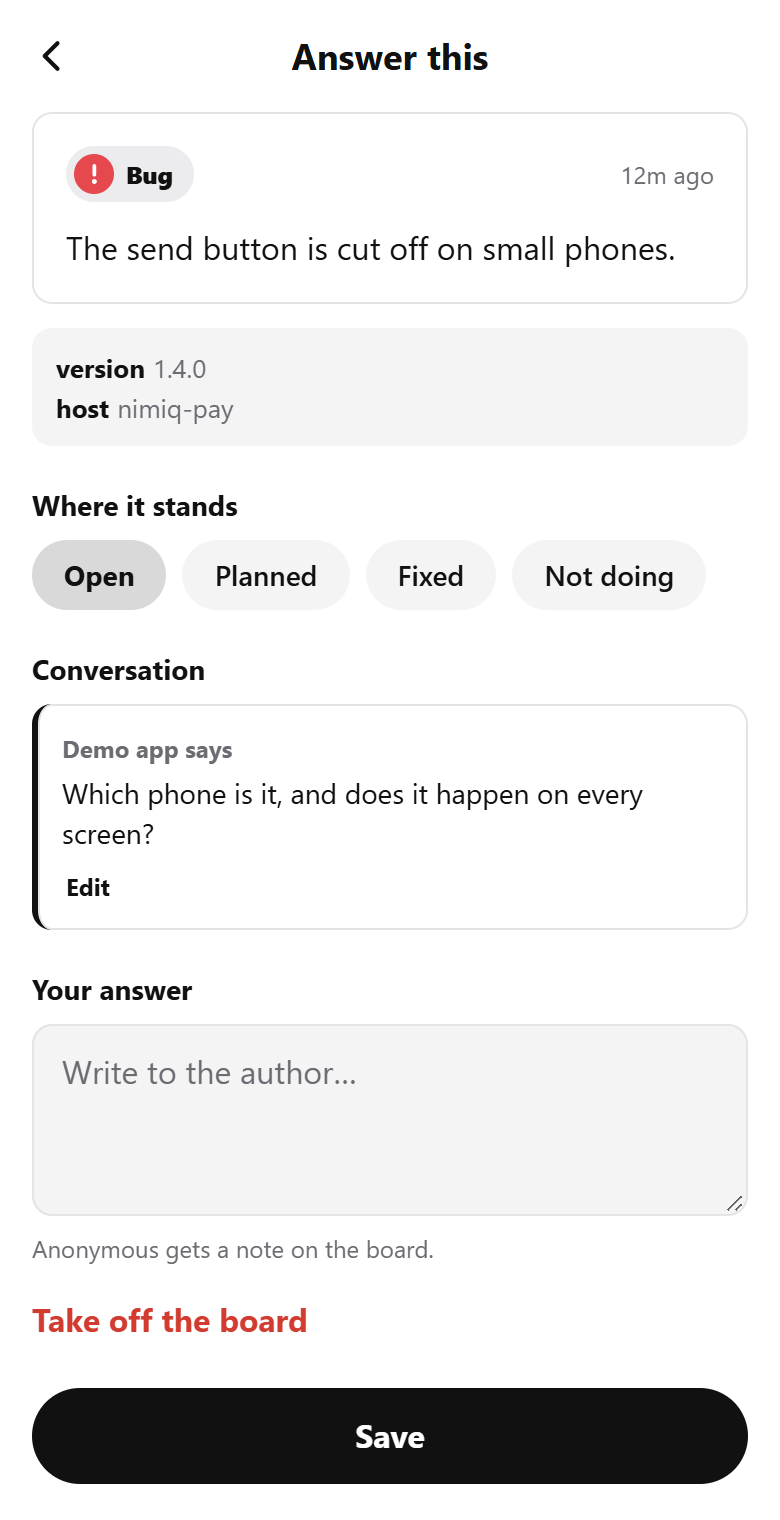 Answer this
Bug
12m ago
The send button is cut off on small phones.
version 1.4.0
host nimiq-pay
Where it stands
Open
Planned
Fixed
Not doing
Conversation
Demo app says
Which phone is it, and does it happen on every
screen?
Edit
Your answer
Write to the author...
Anonymous gets a note on the board.
Take off the board
Save